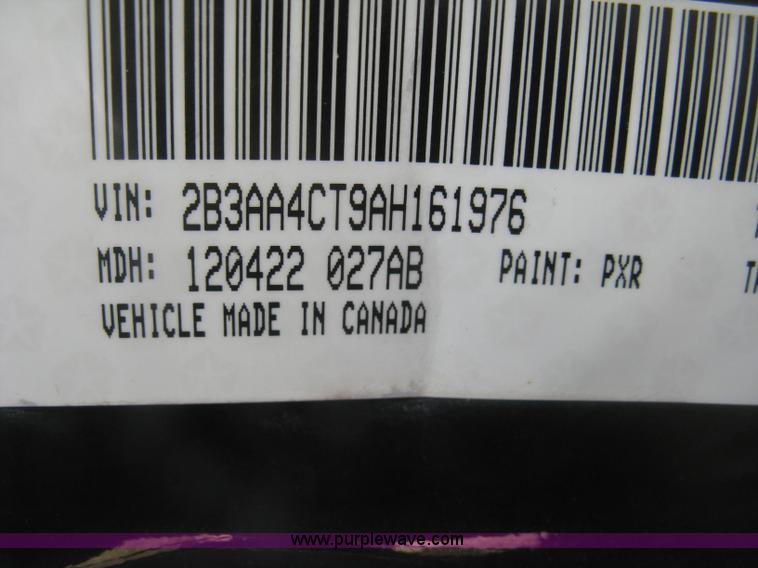 VIN: 2B3AA4CT9AH161976
MDH: 120422 027AB PAINT: PXR
VEHICLE MADE IN CANADA
www.purplewave.com